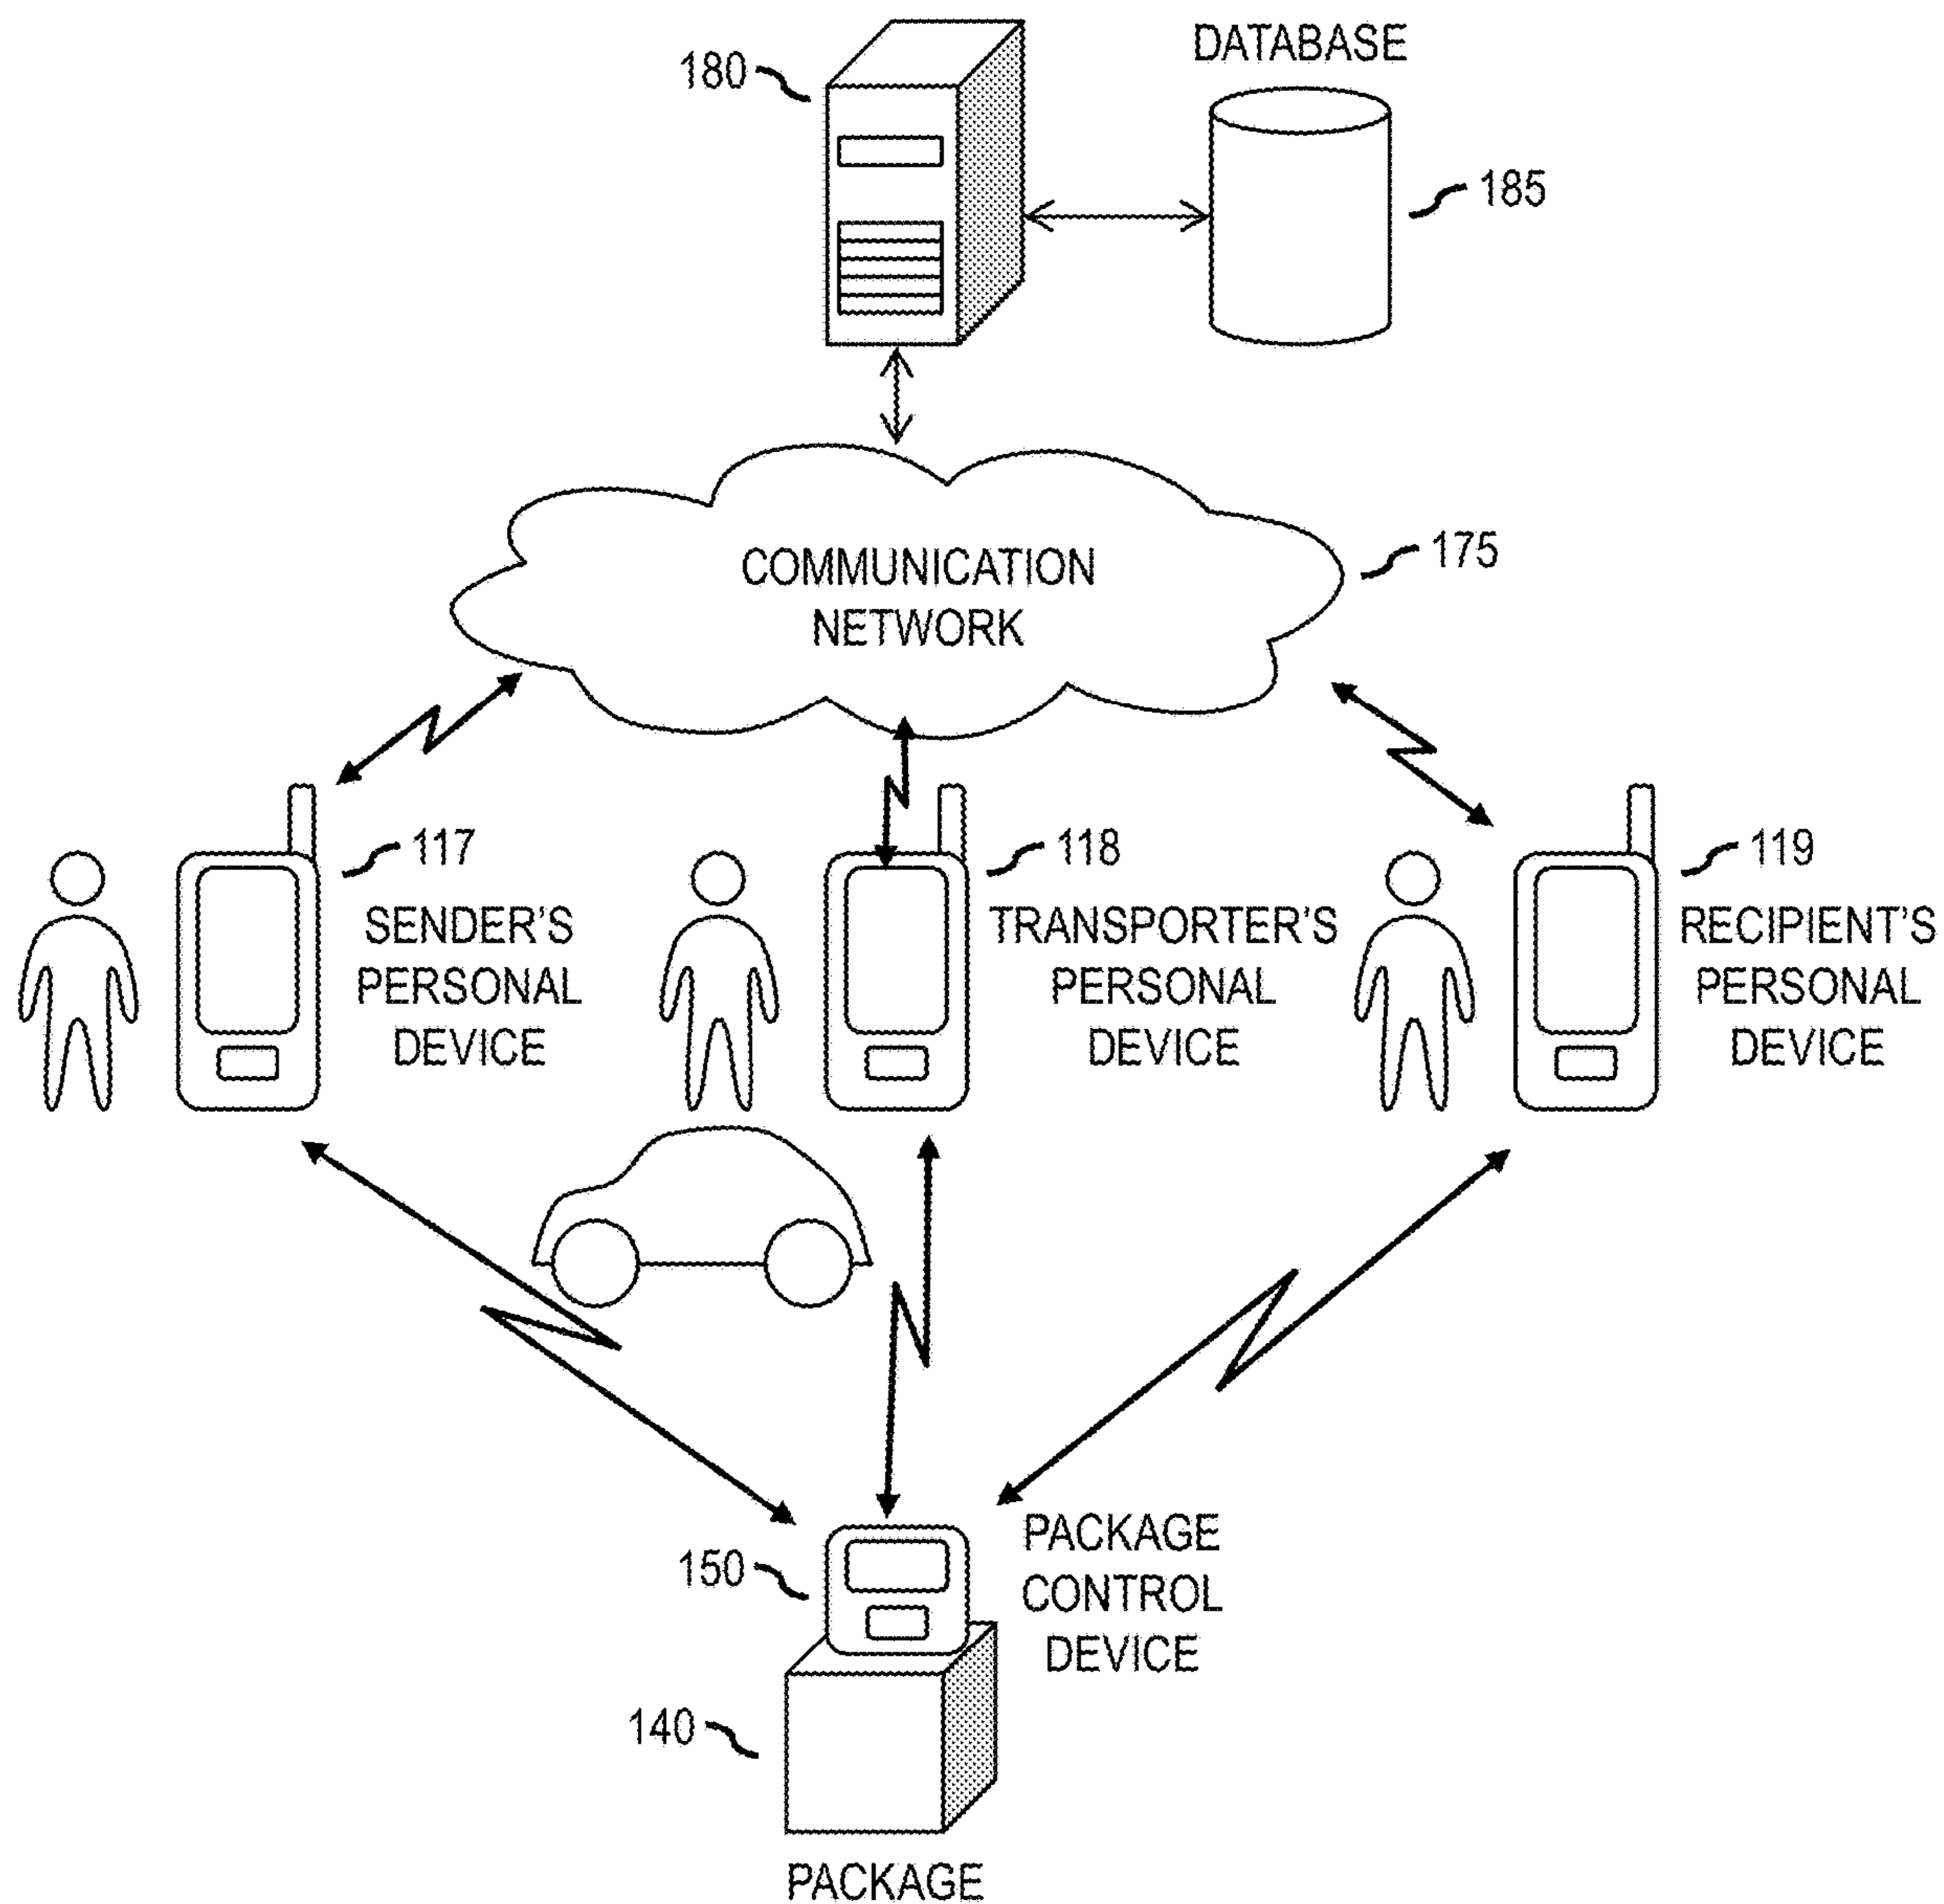 180
DATABASE
185
COMMUNICATION
NETWORK
175
117
SENDER'S
PERSONAL
DEVICE
118
TRANSPORTER'S
PERSONAL
DEVICE
119
RECIPIENT'S
PERSONAL
DEVICE
150
PACKAGE
CONTROL
DEVICE
140
PACKAGE